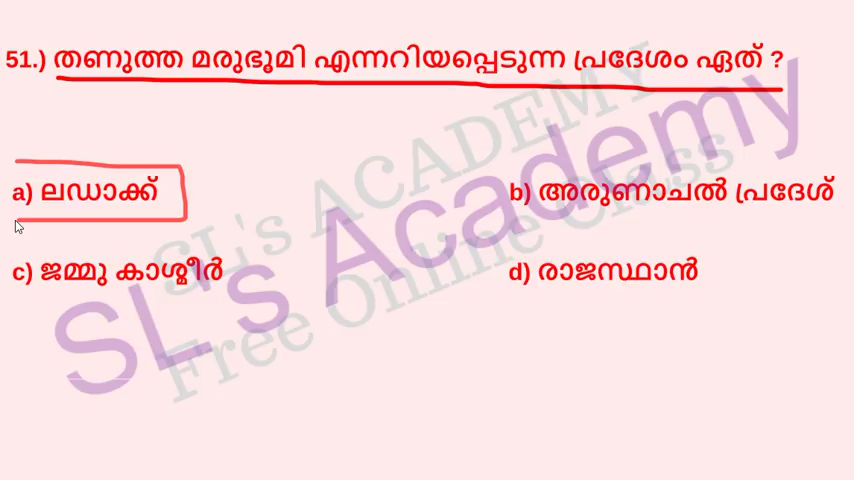 51.) തണുത്ത മരുഭൂമി എന്നറിയപ്പെടുന്ന പ്രദേശം ഏത് ?
a) ലഡാക്ക്
b) അരുണാചൽ പ്രദേശ്
c) ജമ്മു കാശ്മീർ
d) രാജസ്ഥാൻ
SL's ACADEMY
SL's Academy
Free Online Class